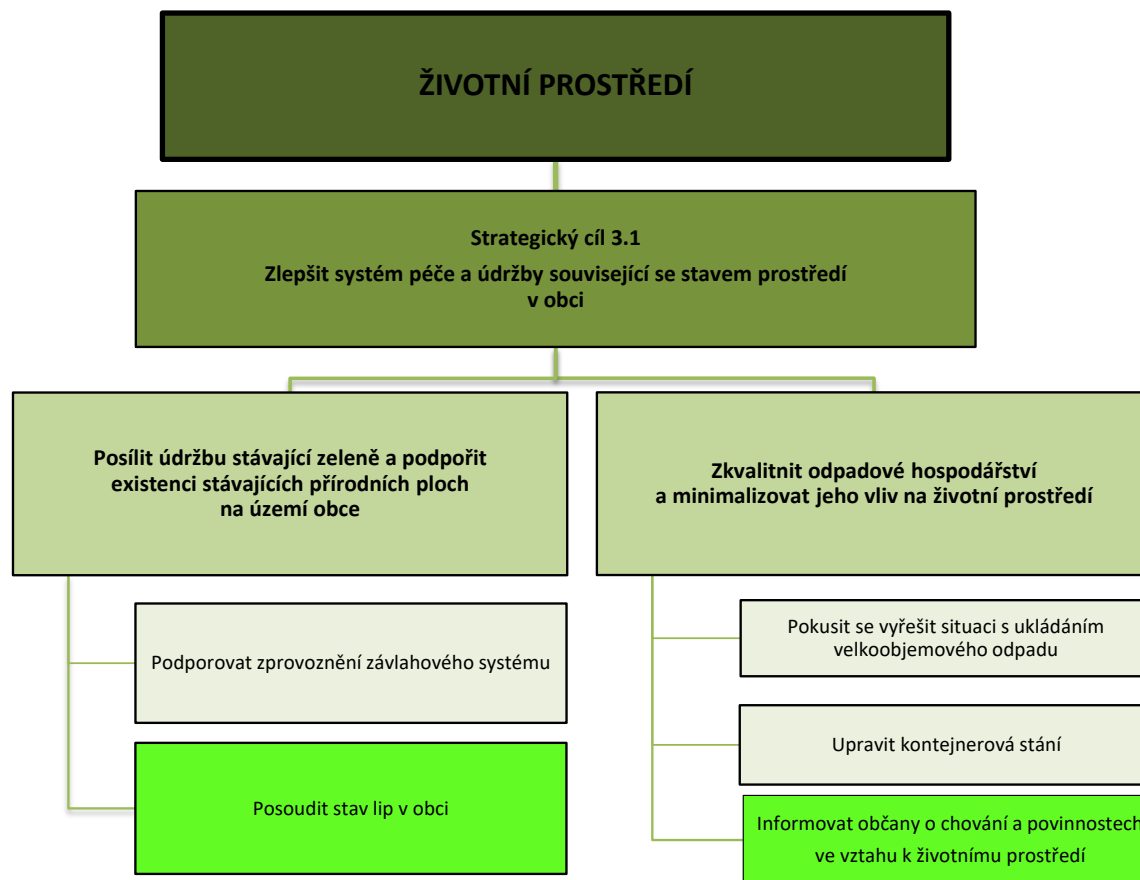 ŽIVOTNÍ PROSTŘEDÍ
Strategický cíl 3.1
Zlepšit systém péče a údržby související se stavem prostředí
v obci
Posílit údržbu stávající zeleně a podpořit
existenci stávajících přírodních ploch
na území obce
Podporovat zprovoznění závlahového systému
Posoudit stav lip v obci
Zkvalitnit odpadové hospodářství
a minimalizovat jeho vliv na životní prostředí
Pokusit se vyřešit situaci s ukládáním
velkoobjemového odpadu
Upravit kontejnerová stání
Informovat občany o chování a povinnostech
ve vztahu k životnímu prostředí